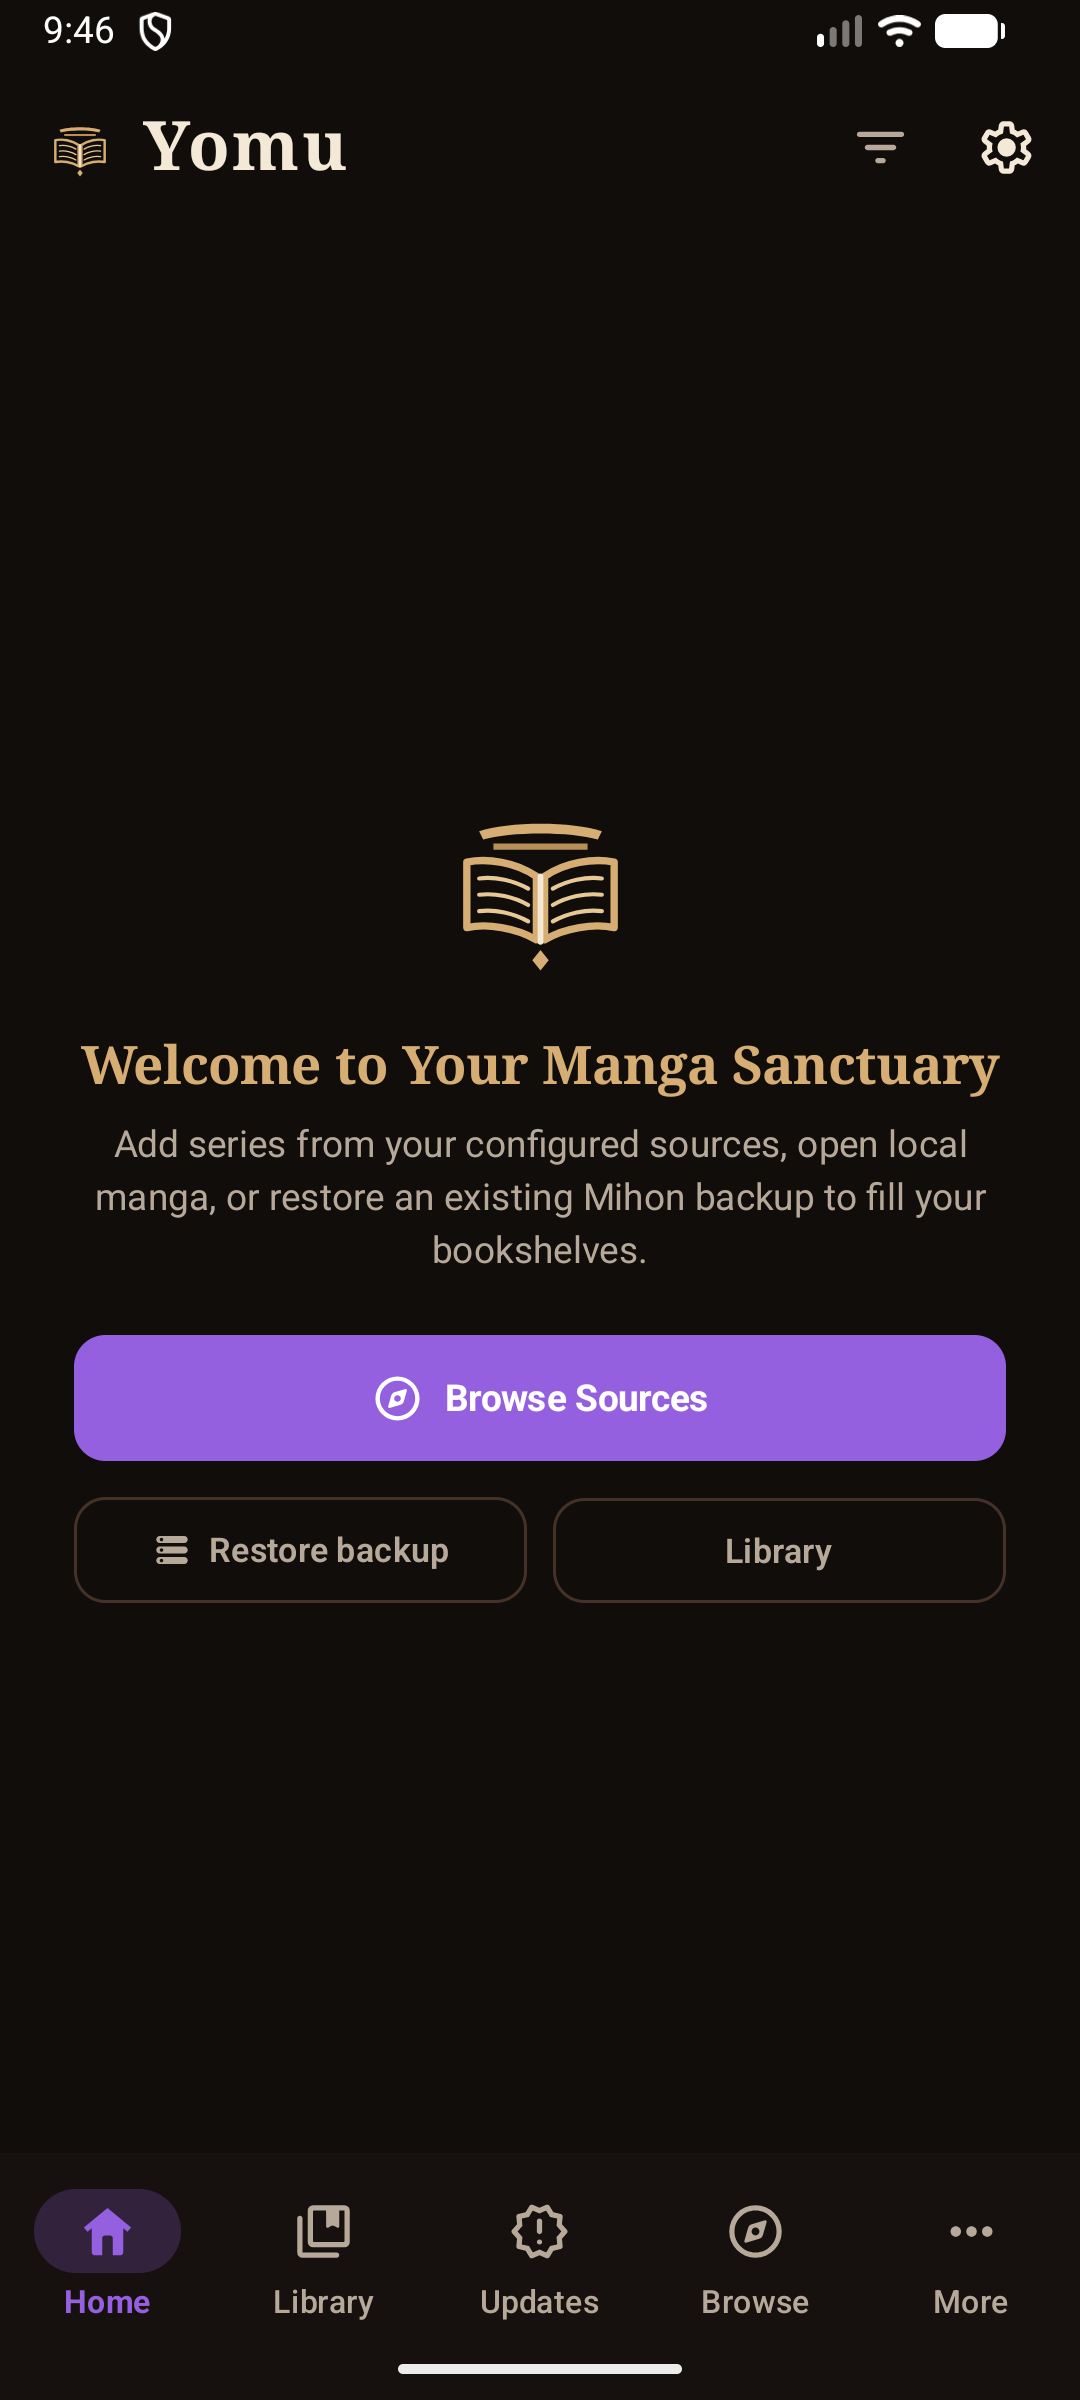 9:46
Yomu
Welcome to Your Manga Sanctuary
Add series from your configured sources, open local
manga, or restore an existing Mihon backup to fill your
bookshelves.
Browse Sources
Restore backup
Library
Home
Library
Updates
Browse
More